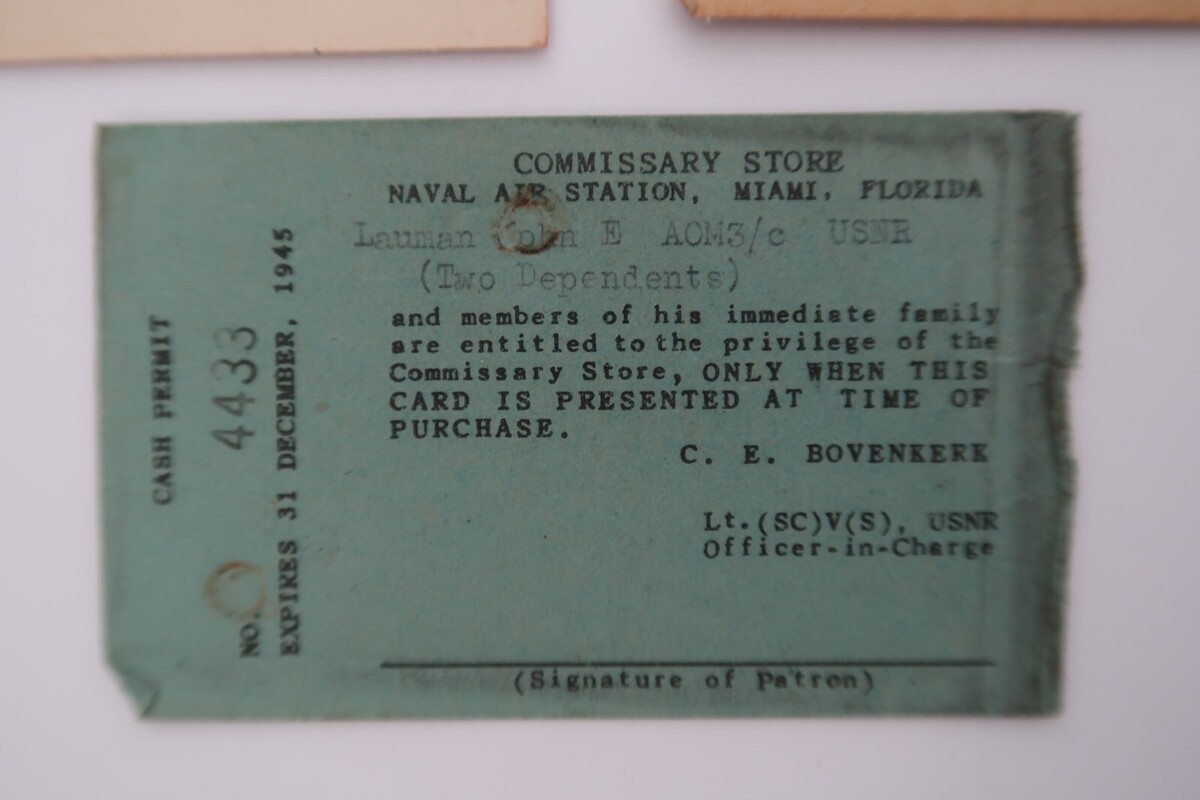 COMMISSARY STORE
NAVAL AIR STATION, MIAMI, FLORIDA
Lauman John E AOM3/c USNR
(Two Dependents)
and members of his immediate family
are entitled to the privilege of the
Commissary Store, ONLY WHEN THIS
CARD IS PRESENTED AT TIME OF
PURCHASE.
C. E. BOVENKERK
Lt.(SC)V(S), USNR
Officer-in-Charge
(Signature of Patron)
CASH PERMIT
NO. 4433
EXPIRES 31 DECEMBER, 1945